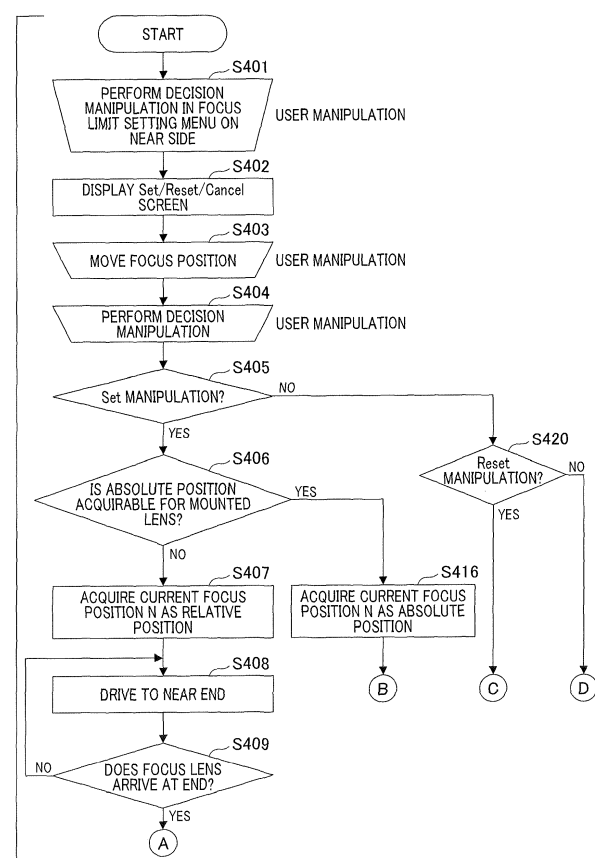 START
S401
PERFORM DECISION
MANIPULATION IN FOCUS
LIMIT SETTING MENU ON
NEAR SIDE
USER MANIPULATION
S402
DISPLAY Set/Reset/Cancel
SCREEN
S403
MOVE FOCUS POSITION
USER MANIPULATION
S404
PERFORM DECISION
MANIPULATION
USER MANIPULATION
S405
Set MANIPULATION?
NO
YES
S420
Reset
MANIPULATION?
NO
YES
S406
IS ABSOLUTE POSITION
ACQUIRABLE FOR MOUNTED
LENS?
YES
NO
S407
ACQUIRE CURRENT FOCUS
POSITION N AS RELATIVE
POSITION
S416
ACQUIRE CURRENT FOCUS
POSITION N AS ABSOLUTE
POSITION
B
C
D
S408
DRIVE TO NEAR END
S409
DOES FOCUS LENS
ARRIVE AT END?
NO
YES
A